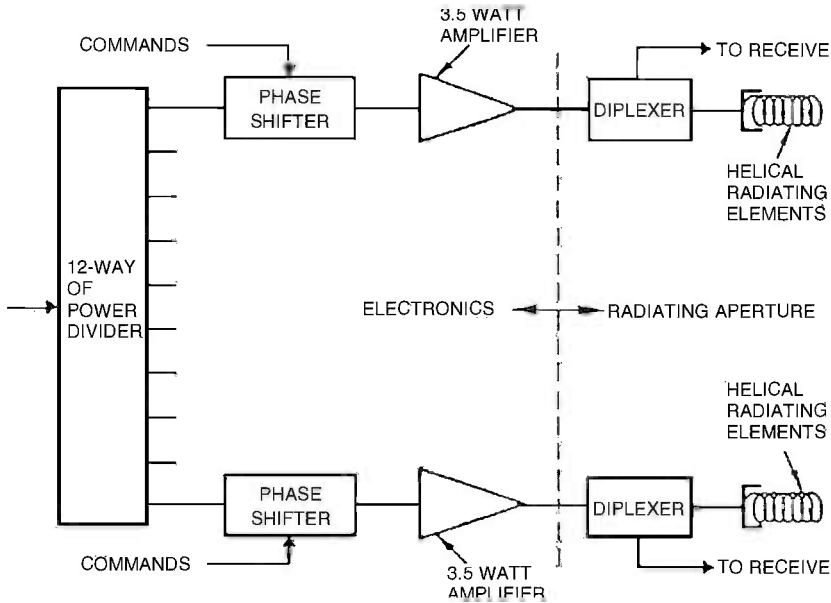 3.5 WATT
AMPLIFIER
COMMANDS
TO RECEIVE
PHASE
SHIFTER
DIPLEXER
HELICAL
RADIATING
ELEMENTS
12-WAY
OF
POWER
DIVIDER
ELECTRONICS
RADIATING APERTURE
HELICAL
RADIATING
ELEMENTS
PHASE
SHIFTER
DIPLEXER
COMMANDS
3.5 WATT
AMPLIFIER
TO RECEIVE